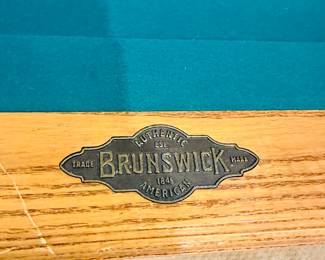 AUTHENTIC
EST.
TRADE BRUNSWICK MARK
1845
AMERICAN